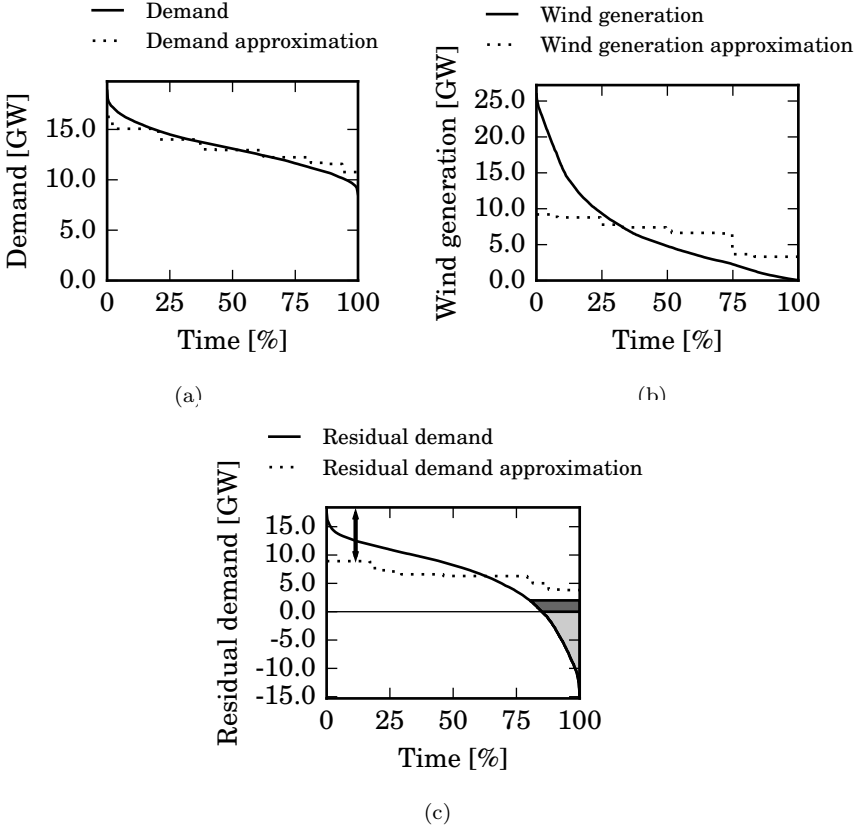 Demand
Demand approximation
Demand [GW]
15.0
10.0
5.0
0.0
0 25 50 75 100
Time [%]
(a)
Wind generation
Wind generation approximation
Wind generation [GW]
25.0
20.0
15.0
10.0
5.0
0.0
0 25 50 75 100
Time [%]
(b)
Residual demand
Residual demand approximation
Residual demand [GW]
15.0
10.0
5.0
0.0
-5.0
-10.0
-15.0
0 25 50 75 100
Time [%]
(c)